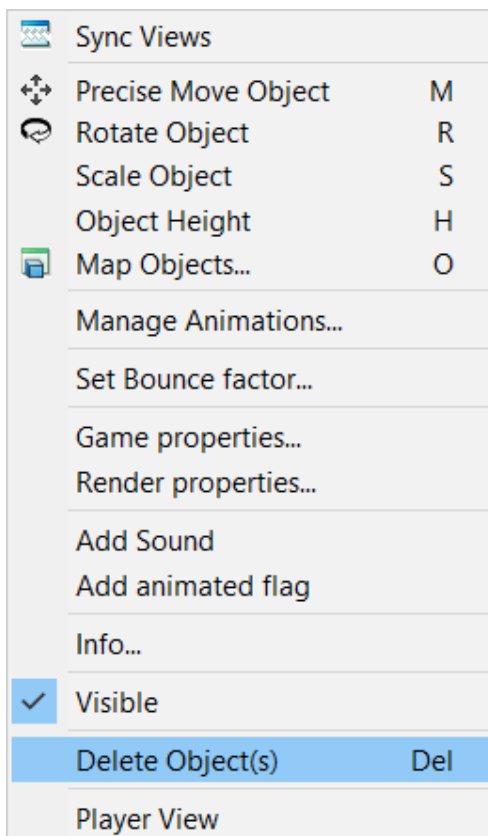 Sync Views
Precise Move Object M
Rotate Object R
Scale Object S
Object Height H
Map Objects... O
Manage Animations...
Set Bounce factor...
Game properties...
Render properties...
Add Sound
Add animated flag
Info...
Visible
Delete Object(s) Del
Player View